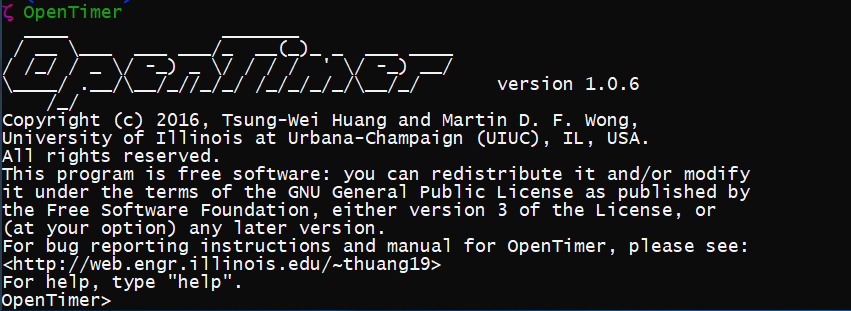 ζ OpenTimer
OpenTimer version 1.0.6
Copyright (c) 2016, Tsung-Wei Huang and Martin D. F. Wong,
University of Illinois at Urbana-Champaign (UIUC), IL, USA.
All rights reserved.
This program is free software: you can redistribute it and/or modify
it under the terms of the GNU General Public License as published by
the Free Software Foundation, either version 3 of the License, or
(at your option) any later version.
For bug reporting instructions and manual for OpenTimer, please see:
<http://web.engr.illinois.edu/~thuang19>
For help, type "help".
OpenTimer>